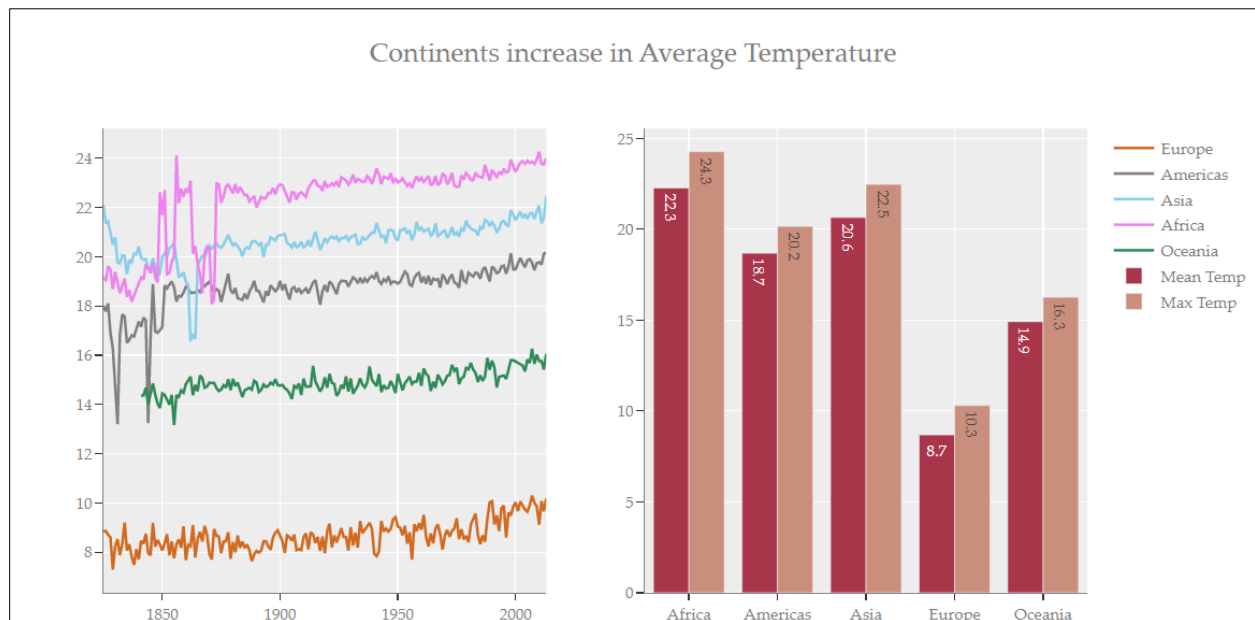 Continents increase in Average Temperature
24
22
20
18
16
14
12
10
8
1850
1900
1950
2000
25
20
15
10
5
0
22.3
24.3
18.7
20.2
20.6
22.5
8.7
10.3
14.9
16.3
Africa
Americas
Asia
Europe
Oceania
Europe
Americas
Asia
Africa
Oceania
Mean Temp
Max Temp